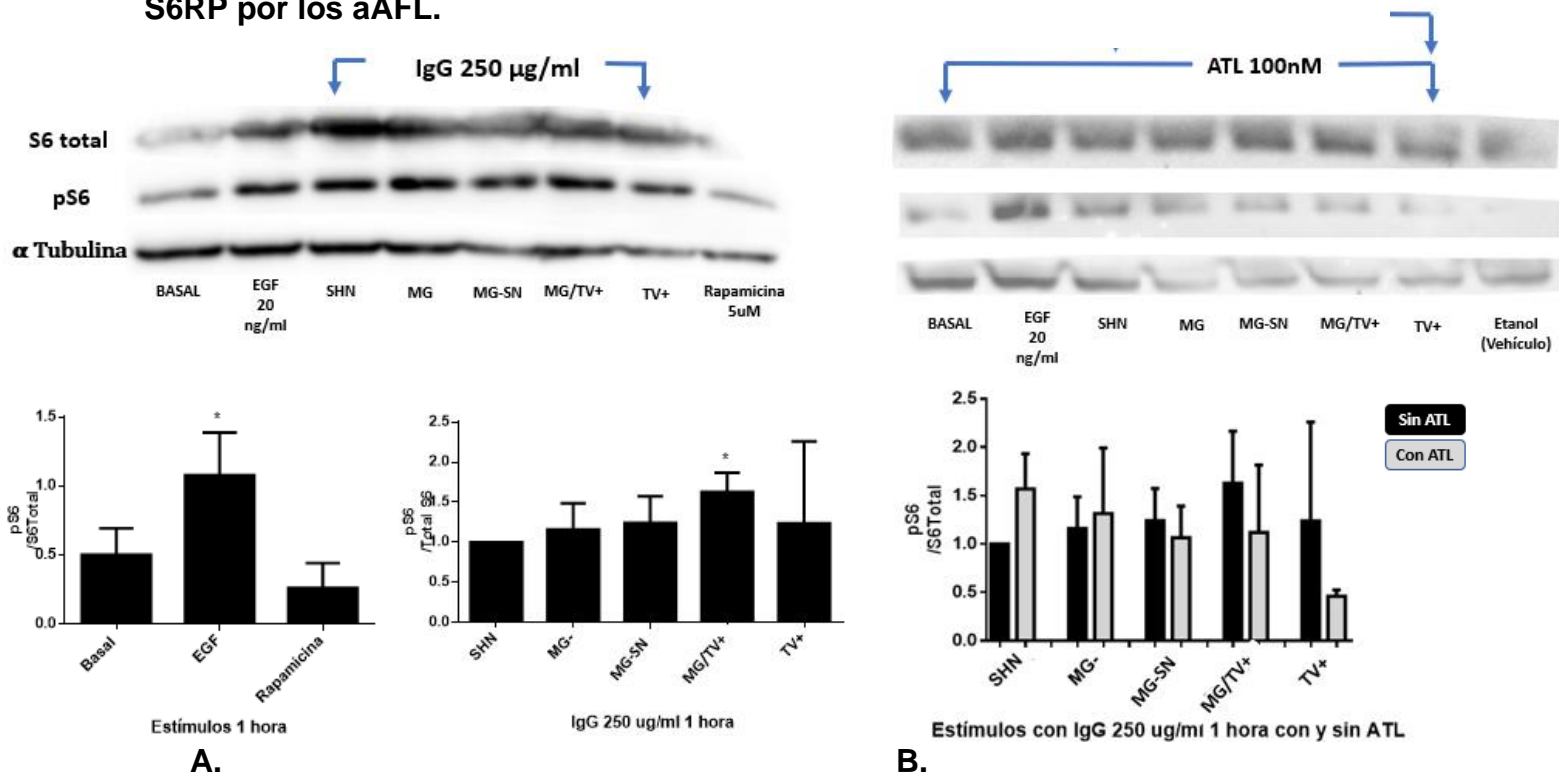 S6RP por los aAFL.
IgG 250 µg/ml
S6 total
pS6
α Tubulina
BASAL
EGF
20
ng/ml
SHN
MG
MG-SN
MG/TV+
TV+
Rapamicina
5uM
ATL 100nM
BASAL
EGF
20
ng/ml
SHN
MG
MG-SN
MG/TV+
TV+
Etanol
(Vehículo)
pS6
/S6Total
1.5
1.0
0.5
0.0
*
Basal
EGF
Rapamicina
Estímulos 1 hora
pS6
/Total S6
2.5
2.0
1.5
1.0
0.5
0.0
*
SHN
MG-
MG-SN
MG/TV+
TV+
IgG 250 ug/ml 1 hora
pS6
/S6Total
2.5
2.0
1.5
1.0
0.5
0.0
SHN
MG-
MG-SN
MG/TV+
TV+
Estímulos con IgG 250 ug/ml 1 hora con y sin ATL
Sin ATL
Con ATL
A.
B.